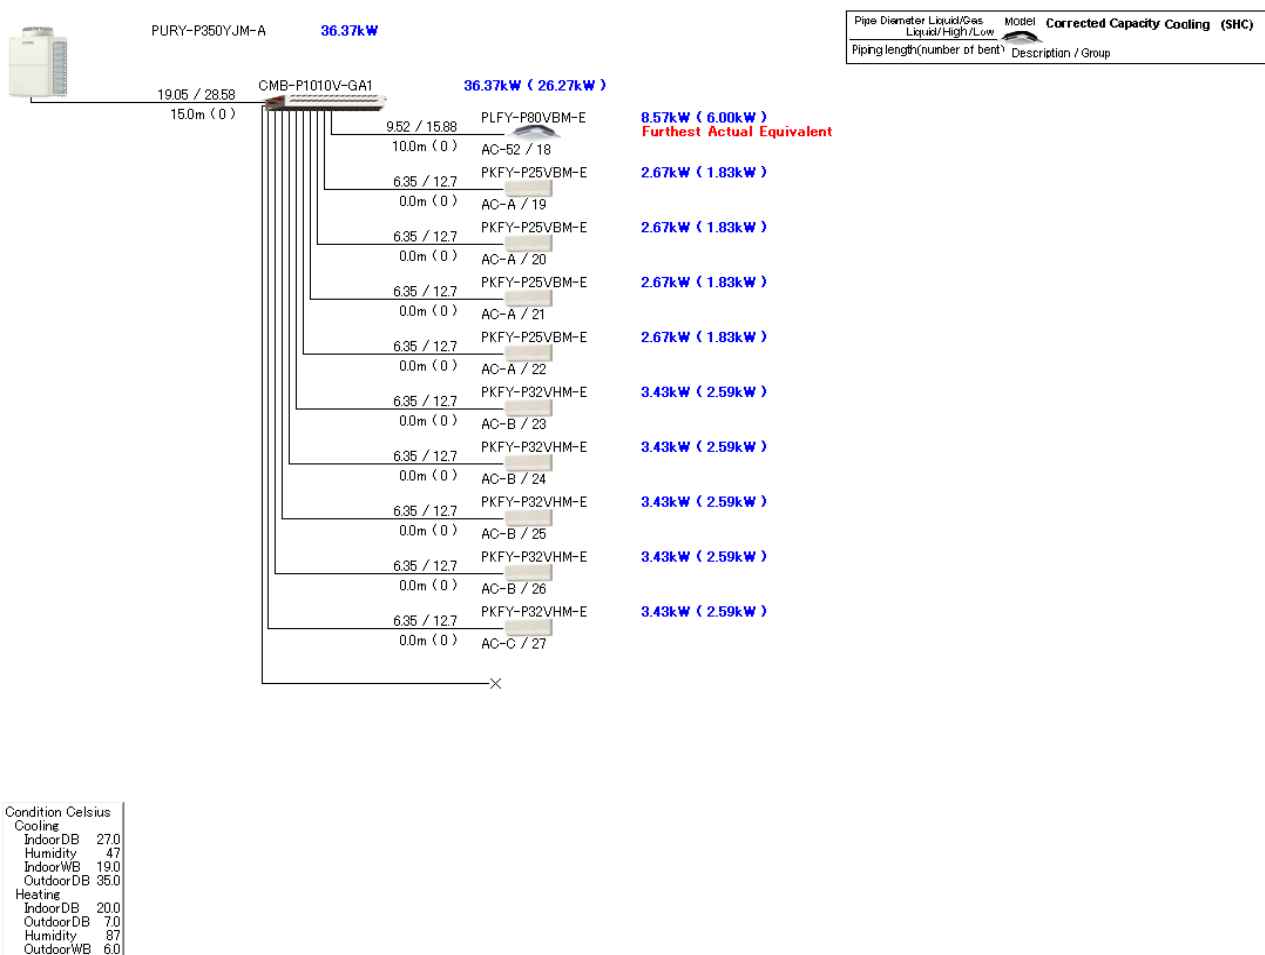 PURY-P350YJM-A 36.37kW
Pipe Diameter Liquid/Gas Model Corrected Capacity Cooling (SHC)
Liquid/High/Low
Piping length(number of bent) Description / Group
CMB-P1010V-GA1 36.37kW ( 26.27kW )
19.05 / 28.58
15.0m ( 0 )
PLFY-P80VBM-E 8.57kW ( 6.00kW )
9.52 / 15.88 Furthest Actual Equivalent
10.0m ( 0 ) AC-52 / 18
PKFY-P25VBM-E 2.67kW ( 1.83kW )
6.35 / 12.7
0.0m ( 0 ) AC-A / 19
PKFY-P25VBM-E 2.67kW ( 1.83kW )
6.35 / 12.7
0.0m ( 0 ) AC-A / 20
PKFY-P25VBM-E 2.67kW ( 1.83kW )
6.35 / 12.7
0.0m ( 0 ) AC-A / 21
PKFY-P25VBM-E 2.67kW ( 1.83kW )
6.35 / 12.7
0.0m ( 0 ) AC-A / 22
PKFY-P32VHM-E 3.43kW ( 2.59kW )
6.35 / 12.7
0.0m ( 0 ) AC-B / 23
PKFY-P32VHM-E 3.43kW ( 2.59kW )
6.35 / 12.7
0.0m ( 0 ) AC-B / 24
PKFY-P32VHM-E 3.43kW ( 2.59kW )
6.35 / 12.7
0.0m ( 0 ) AC-B / 25
PKFY-P32VHM-E 3.43kW ( 2.59kW )
6.35 / 12.7
0.0m ( 0 ) AC-B / 26
PKFY-P32VHM-E 3.43kW ( 2.59kW )
6.35 / 12.7
0.0m ( 0 ) AC-C / 27
Condition Celsius
Cooling
IndoorDB 27.0
Humidity 47
IndoorWB 19.0
OutdoorDB 35.0
Heating
IndoorDB 20.0
OutdoorDB 7.0
Humidity 87
OutdoorWB 6.0